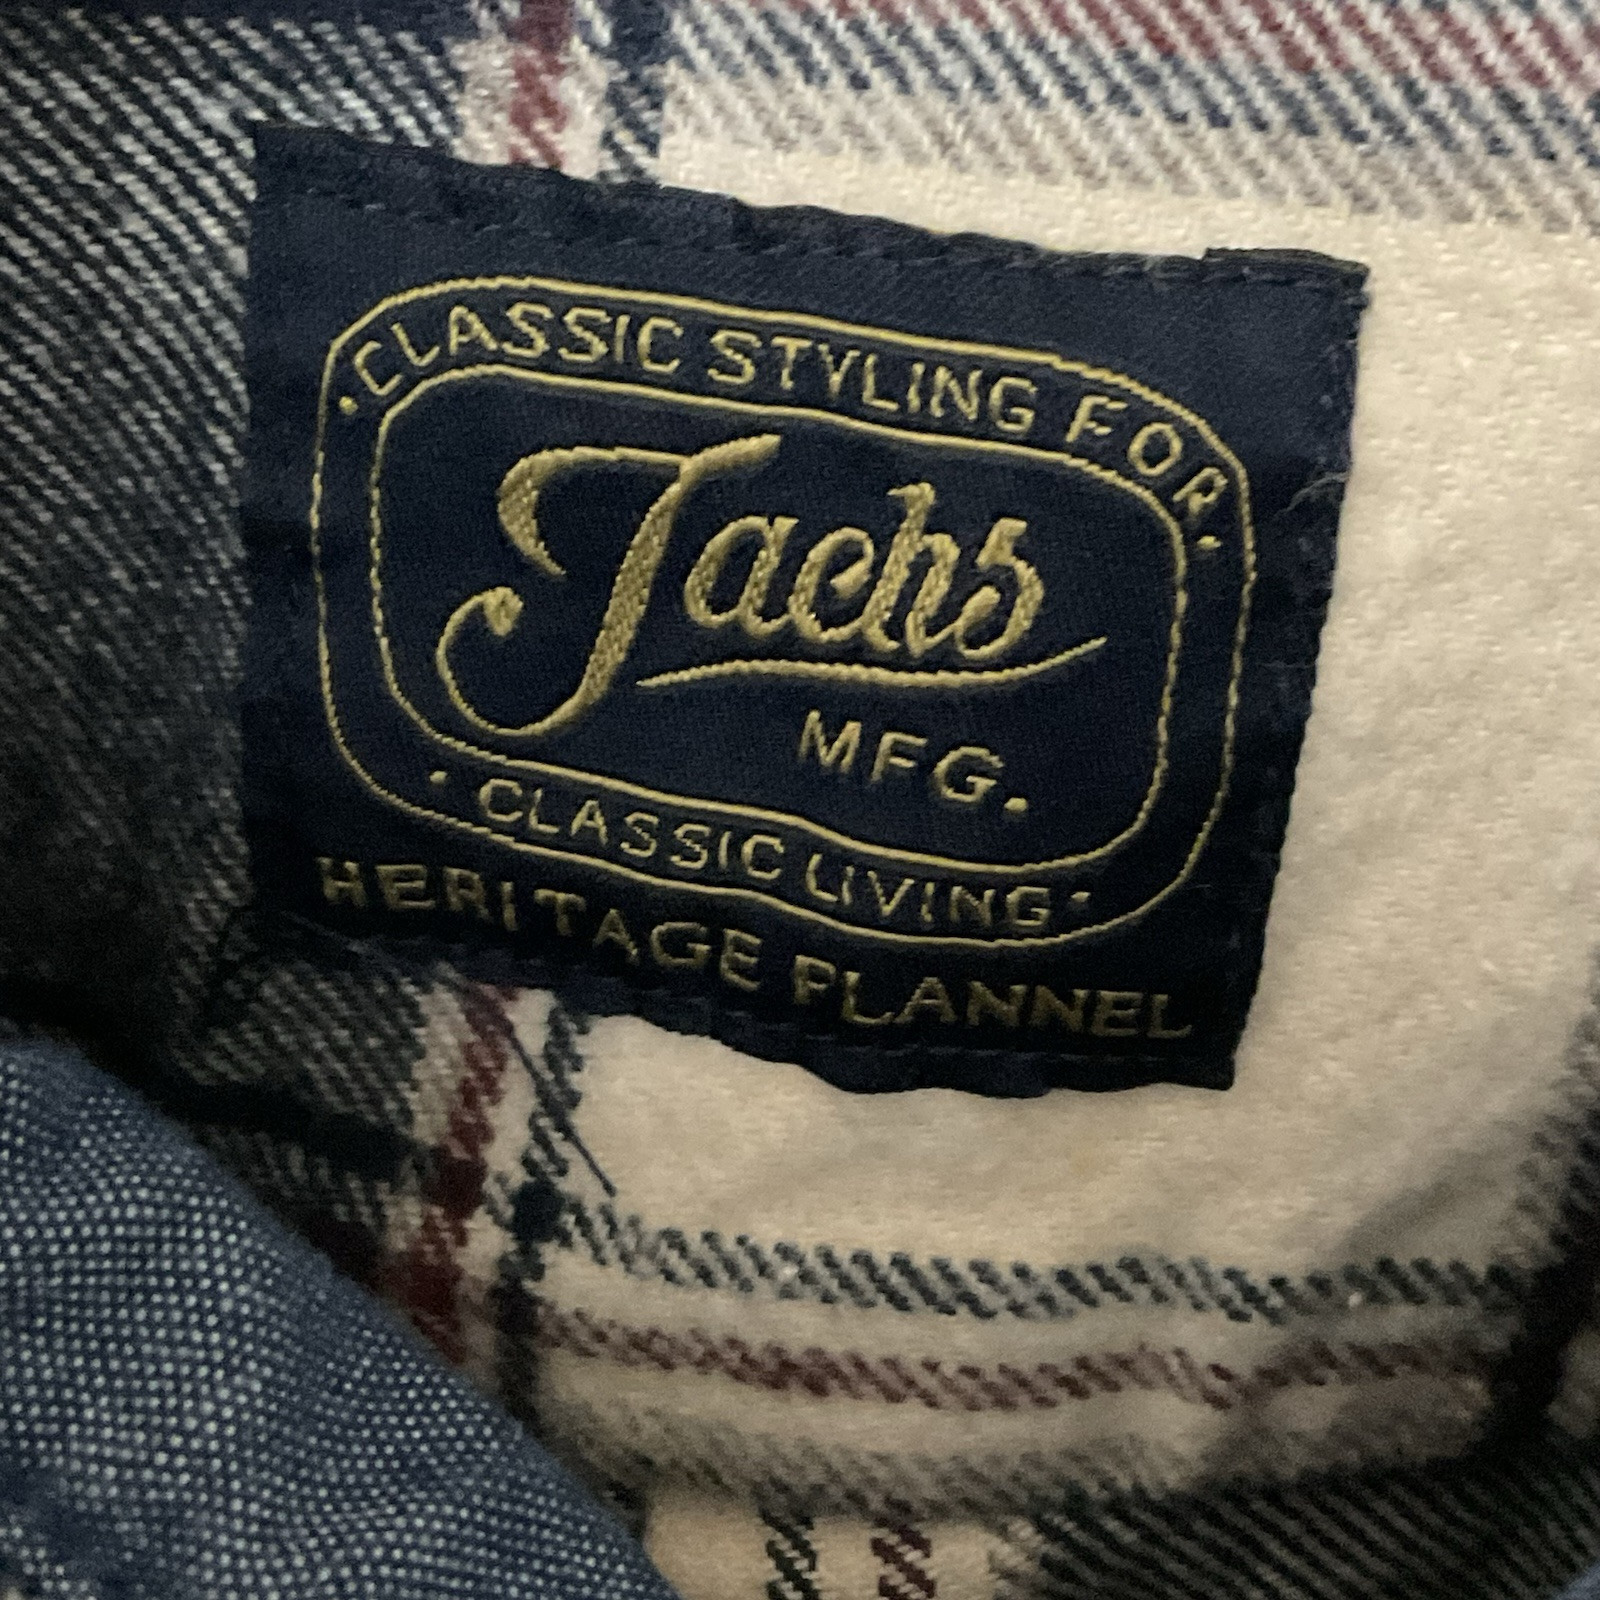 ·CLASSIC STYLING FOR·
Jachs
MFG.
·CLASSIC LIVING·
HERITAGE FLANNEL